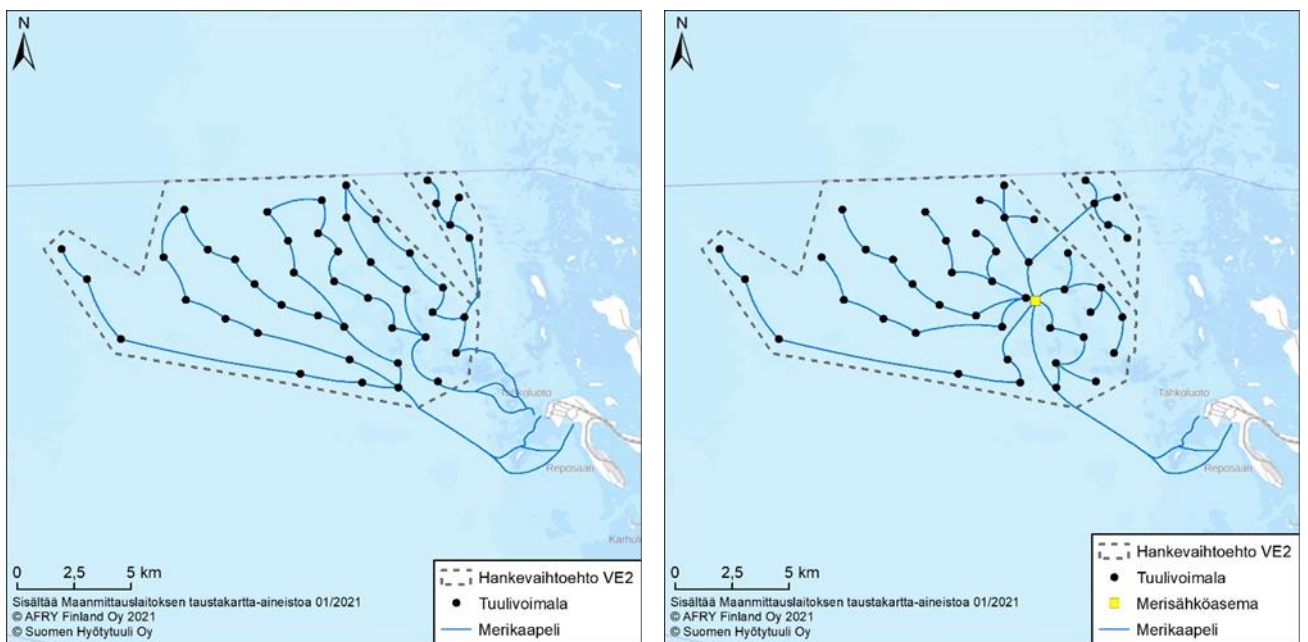 N
Tahkoluoto
Reposaari
0 2,5 5 km
Sisältää Maanmittauslaitoksen taustakartta-aineistoa 01/2021
© AFRY Finland Oy 2021
© Suomen Hyötytuuli Oy
Hankevaihtoehto VE2
Tuulivoimala
Merikaapeli
N
Tahkoluoto
Reposaari
0 2,5 5 km
Sisältää Maanmittauslaitoksen taustakartta-aineistoa 01/2021
© AFRY Finland Oy 2021
© Suomen Hyötytuuli Oy
Hankevaihtoehto VE2
Tuulivoimala
Merisähköasema
Merikaapeli